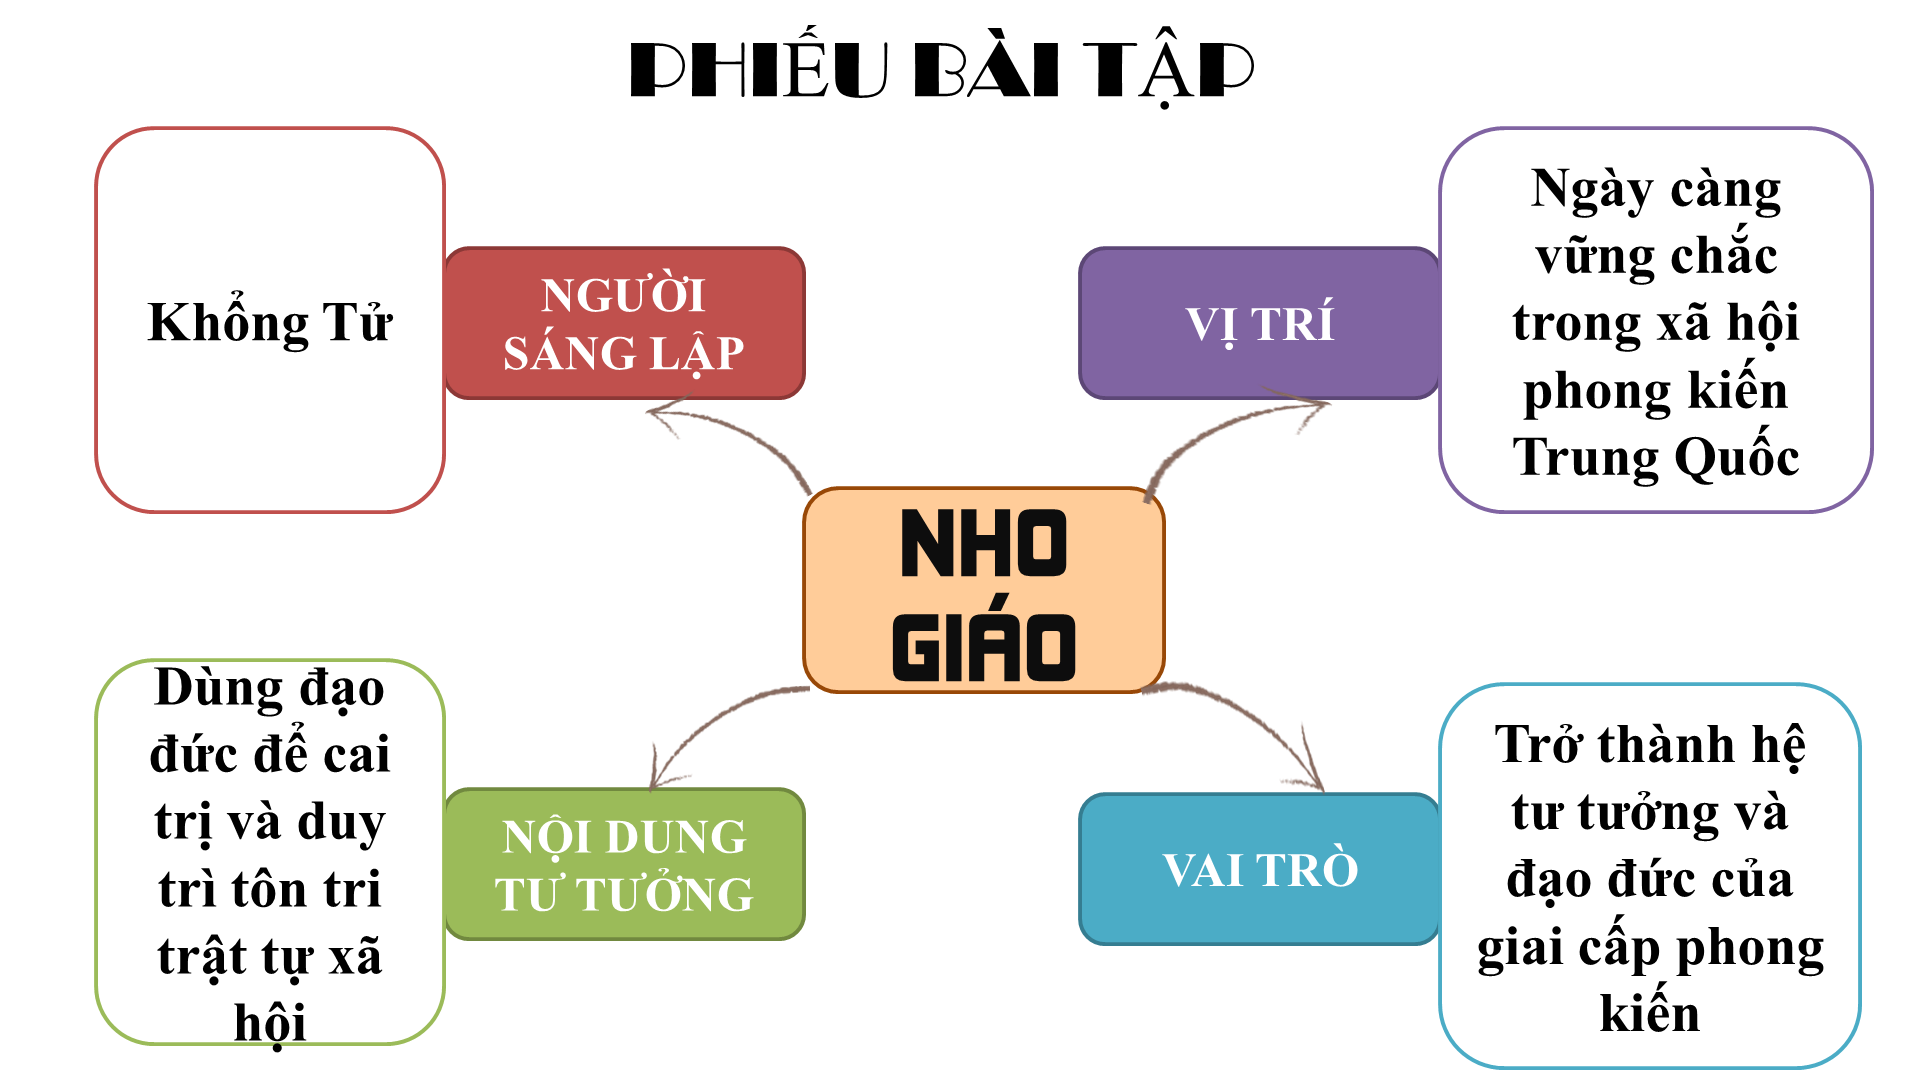 PHIẾU BÀI TẬP
Khổng Tử
NGƯỜI
SÁNG LẬP
VỊ TRÍ
Ngày càng
vững chắc
trong xã hội
phong kiến
Trung Quốc
NHO
GIÁO
Dùng đạo
đức để cai
trị và duy
trì tôn tri
trật tự xã
hội
NỘI DUNG
TƯ TƯỞNG
VAI TRÒ
Trở thành hệ
tư tưởng và
đạo đức của
giai cấp phong
kiến